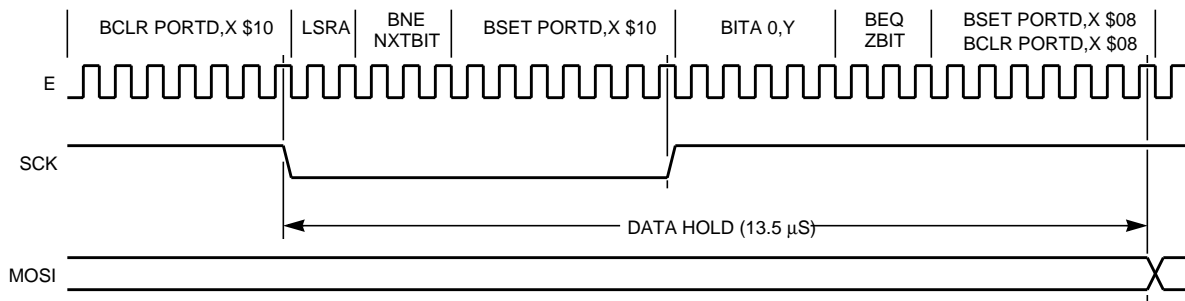 BCLR PORTD,X $10
LSRA
BNE
NXTBIT
BSET PORTD,X $10
BITA 0,Y
BEQ
ZBIT
BSET PORTD,X $08
BCLR PORTD,X $08
E
SCK
DATA HOLD (13.5 µS)
MOSI